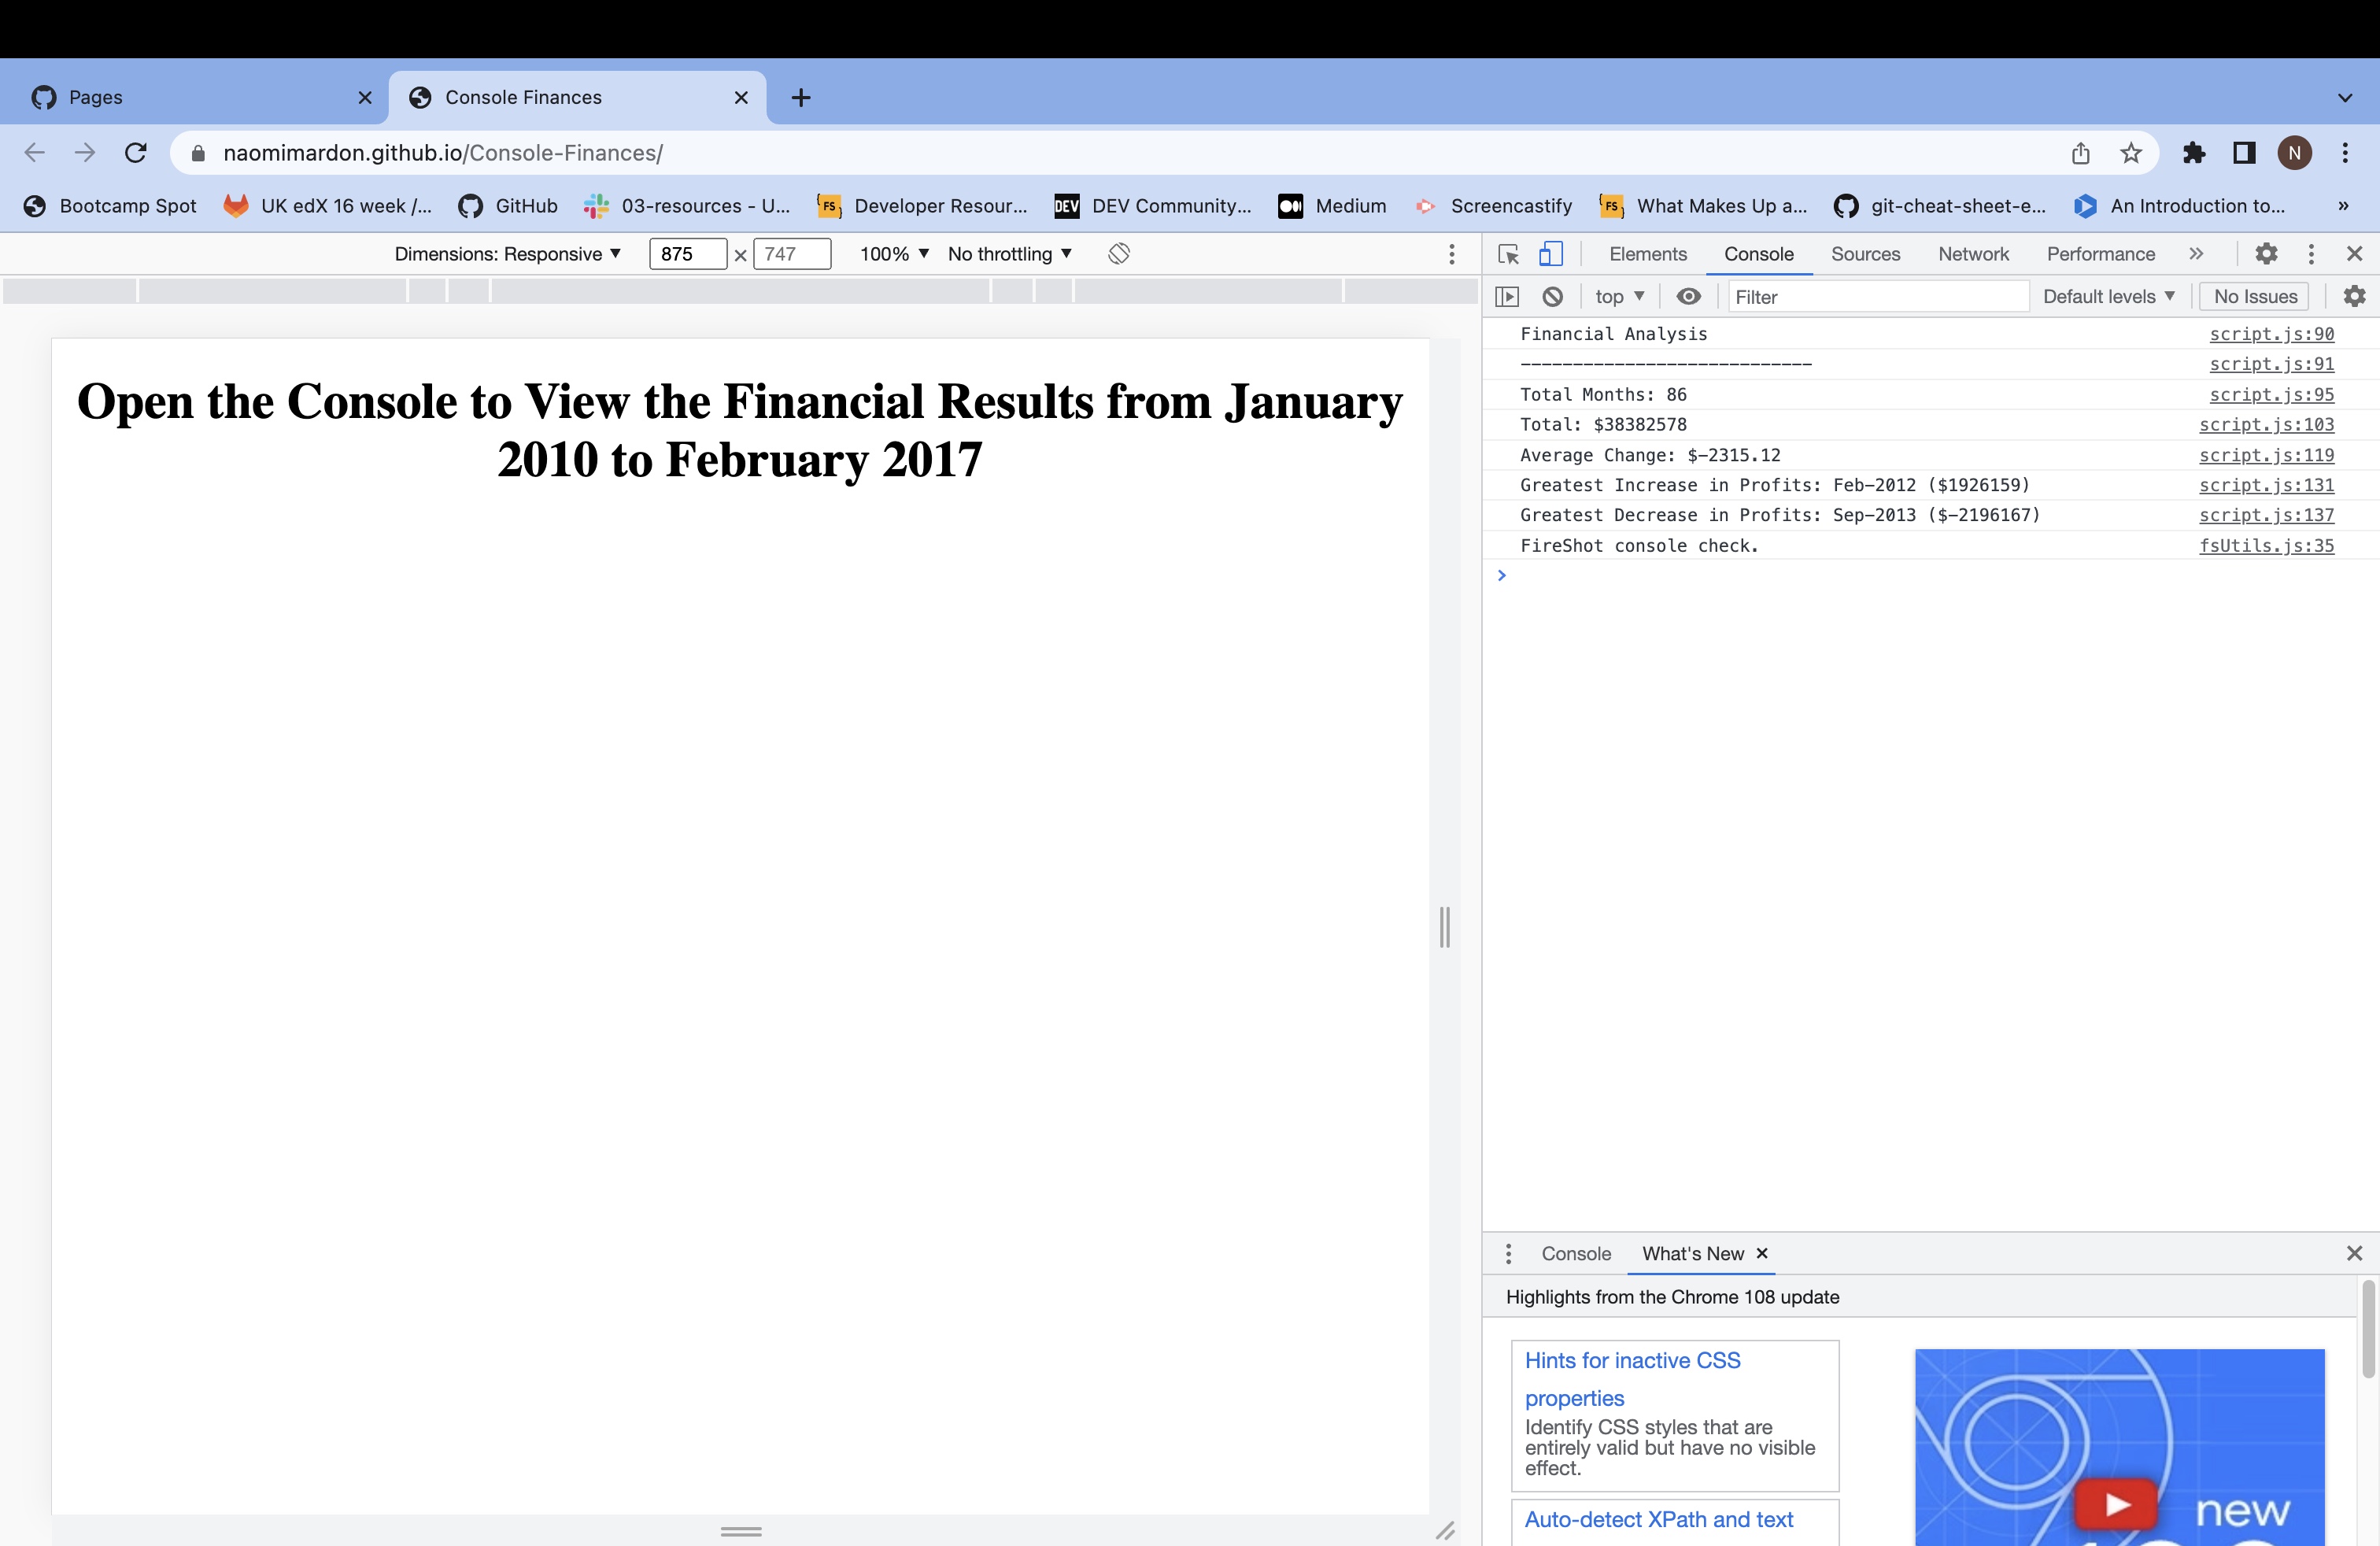 Pages
Console Finances
naomimardon.github.io/Console-Finances/
N
Bootcamp Spot
UK edX 16 week /...
GitHub
03-resources - U...
FS
Developer Resour...
DEV
DEV Community...
Medium
Screencastify
FS
What Makes Up a...
git-cheat-sheet-e...
An Introduction to...
»
Dimensions: Responsive
875 × 747
100%
No throttling
Elements
Console
Sources
Network
Performance
top
Filter
Default levels
No Issues
Open the Console to View the Financial Results from January
2010 to February 2017
Financial Analysis script.js:90
---------------------------- script.js:91
Total Months: 86 script.js:95
Total: $38382578 script.js:103
Average Change: $-2315.12 script.js:119
Greatest Increase in Profits: Feb-2012 ($1926159) script.js:131
Greatest Decrease in Profits: Sep-2013 ($-2196167) script.js:137
FireShot console check. fsUtils.js:35
Console
What's New
Highlights from the Chrome 108 update
Hints for inactive CSS
properties
Identify CSS styles that are
entirely valid but have no visible
effect.
Auto-detect XPath and text
new